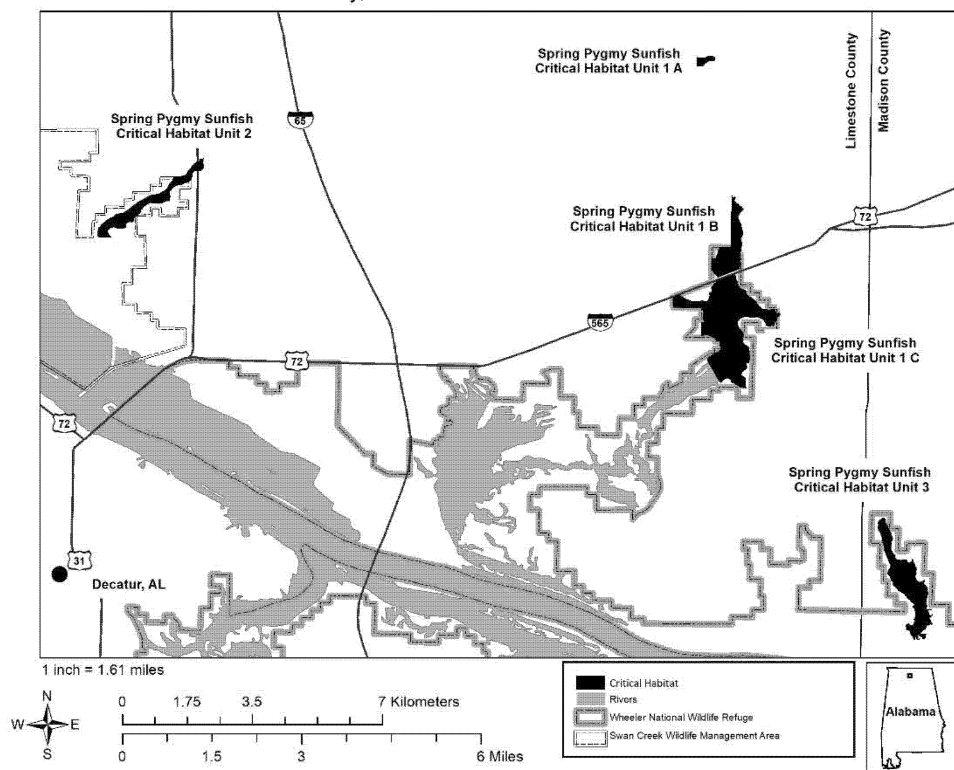 Spring Pygmy Sunfish
Critical Habitat Unit 1 A
Limestone County
Madison County
Spring Pygmy Sunfish
Critical Habitat Unit 2
65
Spring Pygmy Sunfish
Critical Habitat Unit 1 B
72
565
Spring Pygmy Sunfish
Critical Habitat Unit 1 C
72
72
Spring Pygmy Sunfish
Critical Habitat Unit 3
31
Decatur, AL
1 inch = 1.61 miles
N
W E
S
0 1.75 3.5 7 Kilometers
0 1.5 3 6 Miles
Critical Habitat
Rivers
Wheeler National Wildlife Refuge
Swan Creek Wildlife Management Area
Alabama